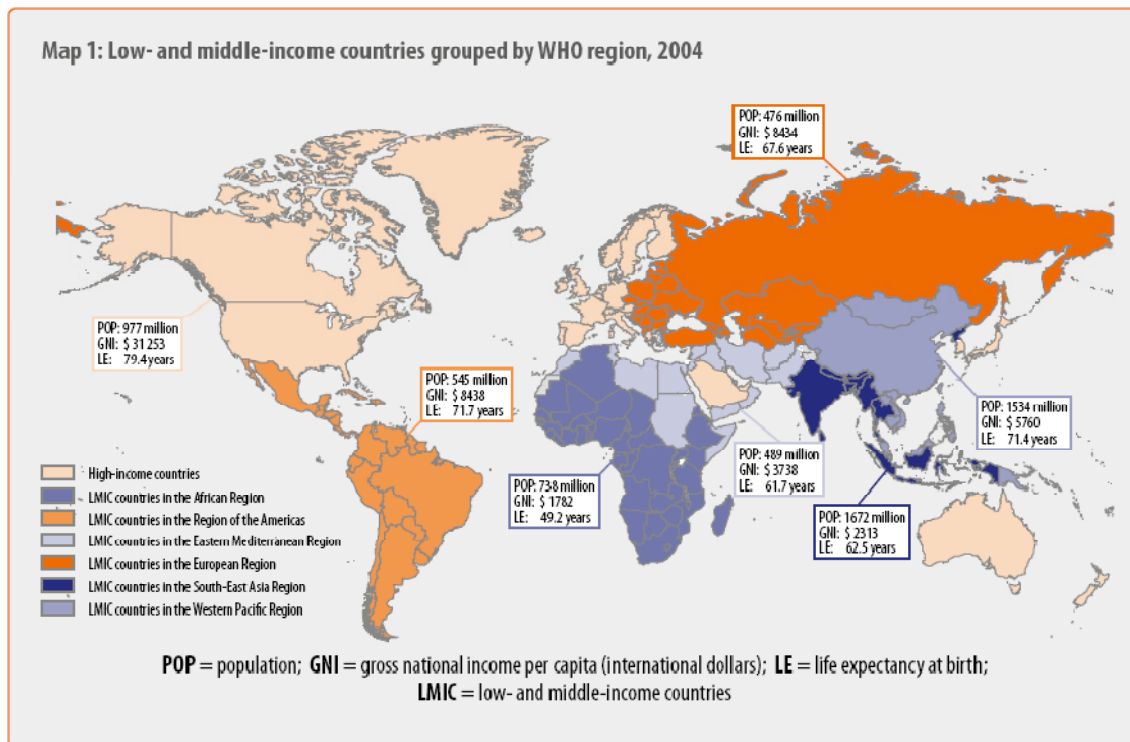 Map 1: Low- and middle-income countries grouped by WHO region, 2004
POP: 476 million
GNI: $ 8434
LE: 67.6 years
POP: 977 million
GNI: $ 31 253
LE: 79.4 years
POP: 545 million
GNI: $ 8438
LE: 71.7 years
POP: 1534 million
GNI: $ 5760
LE: 71.4 years
POP: 489 million
GNI: $ 3738
LE: 61.7 years
POP: 738 million
GNI: $ 1782
LE: 49.2 years
POP: 1672 million
GNI: $ 2313
LE: 62.5 years
High-income countries
LMIC countries in the African Region
LMIC countries in the Region of the Americas
LMIC countries in the Eastern Mediterranean Region
LMIC countries in the European Region
LMIC countries in the South-East Asia Region
LMIC countries in the Western Pacific Region
POP = population; GNI = gross national income per capita (international dollars); LE = life expectancy at birth;
LMIC = low- and middle-income countries